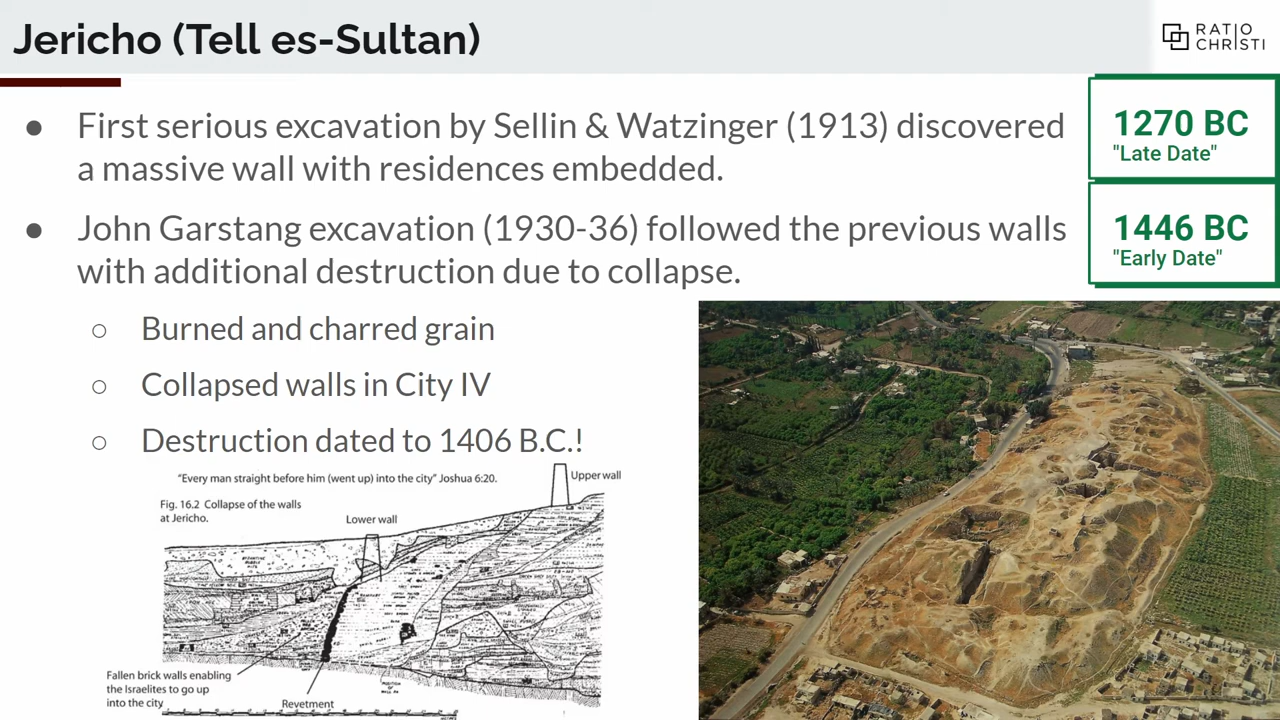 Jericho (Tell es-Sultan)
RATIO
CHRISTI
● First serious excavation by Sellin & Watzinger (1913) discovered
a massive wall with residences embedded.
● John Garstang excavation (1930-36) followed the previous walls
with additional destruction due to collapse.
○ Burned and charred grain
○ Collapsed walls in City IV
○ Destruction dated to 1406 B.C.!
1270 BC
"Late Date"
1446 BC
"Early Date"
"Every man straight before him (went up) into the city" Joshua 6:20.
Upper wall
Fig. 16.2 Collapse of the walls
at Jericho.
Lower wall
Fallen brick walls enabling
the Israelites to go up
into the city
Revetment